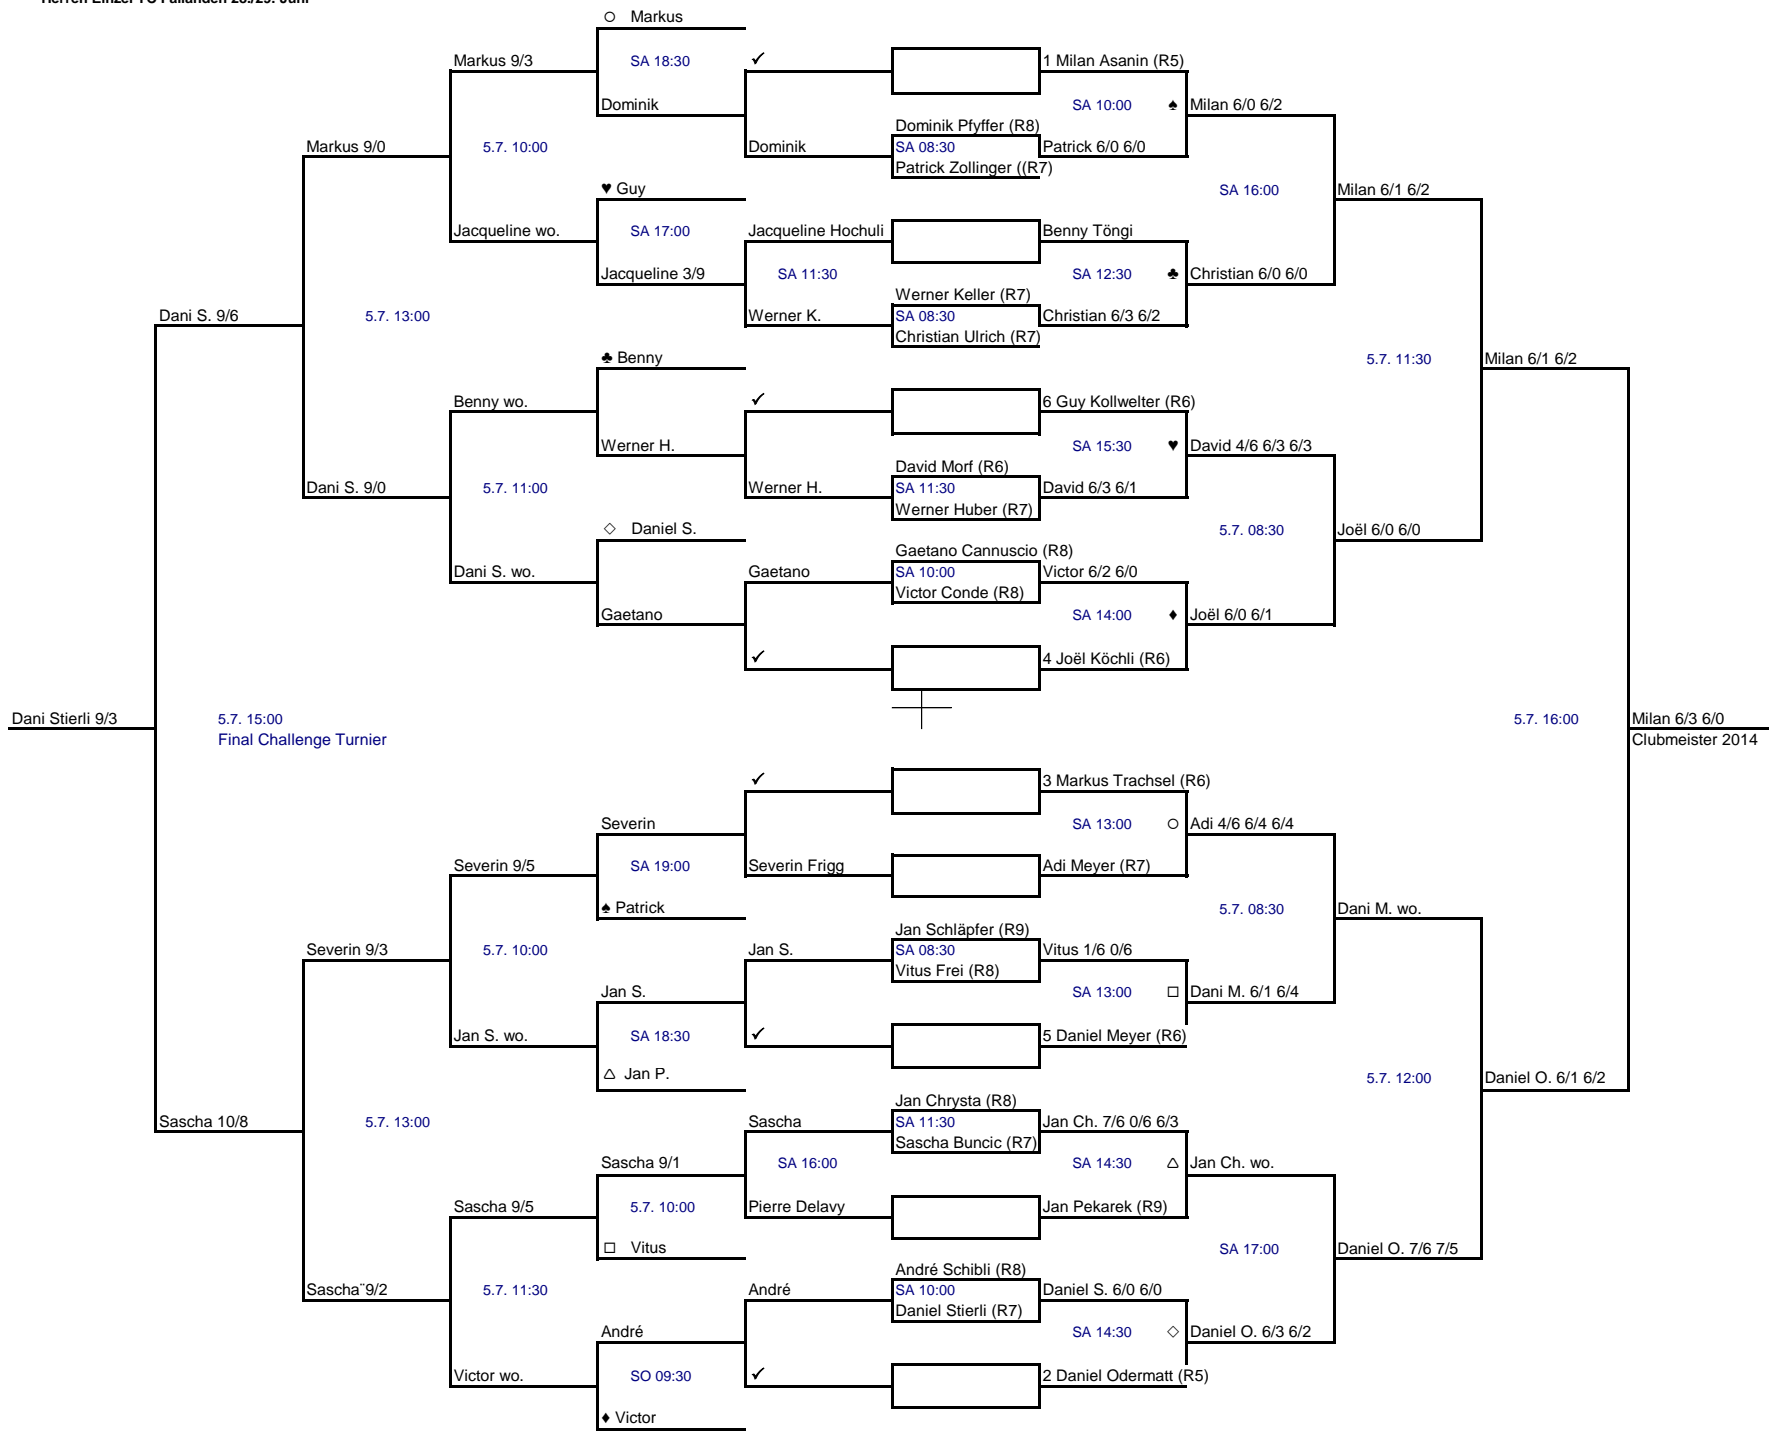 Herren Einzel TC Fällanden 28./29. Juni
○ Markus
Markus 9/3
SA 18:30
✓
1 Milan Asanin (R5)
Dominik
SA 10:00
♠ Milan 6/0 6/2
Dominik Pfyffer (R8)
Markus 9/0
5.7. 10:00
Dominik
SA 08:30
Patrick 6/0 6/0
Patrick Zollinger ((R7)
♥ Guy
SA 16:00
Milan 6/1 6/2
Jacqueline wo.
SA 17:00
Jacqueline Hochuli
Benny Töngi
Jacqueline 3/9
SA 11:30
SA 12:30
♣ Christian 6/0 6/0
Werner Keller (R7)
Dani S. 9/6
5.7. 13:00
Werner K.
SA 08:30
Christian 6/3 6/2
Christian Ulrich (R7)
♣ Benny
5.7. 11:30
Milan 6/1 6/2
Benny wo.
✓
6 Guy Kollwelter (R6)
Werner H.
SA 15:30
♥ David 4/6 6/3 6/3
David Morf (R6)
Dani S. 9/0
5.7. 11:00
Werner H.
SA 11:30
David 6/3 6/1
Werner Huber (R7)
◇ Daniel S.
5.7. 08:30
Joël 6/0 6/0
Gaetano Cannuscio (R8)
Dani S. wo.
Gaetano
SA 10:00
Victor 6/2 6/0
Victor Conde (R8)
Gaetano
SA 14:00
♦ Joël 6/0 6/1
✓
4 Joël Köchli (R6)
Dani Stierli 9/3
5.7. 15:00
5.7. 16:00
Milan 6/3 6/0
Final Challenge Turnier
Clubmeister 2014
✓
3 Markus Trachsel (R6)
Severin
SA 13:00
○ Adi 4/6 6/4 6/4
Severin 9/5
SA 19:00
Severin Frigg
Adi Meyer (R7)
♠ Patrick
5.7. 08:30
Dani M. wo.
Jan Schläpfer (R9)
Severin 9/3
5.7. 10:00
Jan S.
SA 08:30
Vitus 1/6 0/6
Vitus Frei (R8)
Jan S.
SA 13:00
□ Dani M. 6/1 6/4
Jan S. wo.
SA 18:30
✓
5 Daniel Meyer (R6)
△ Jan P.
5.7. 12:00
Daniel O. 6/1 6/2
Jan Chrysta (R8)
Sascha 10/8
5.7. 13:00
Sascha
SA 11:30
Jan Ch. 7/6 0/6 6/3
Sascha Buncic (R7)
Sascha 9/1
SA 16:00
SA 14:30
△ Jan Ch. wo.
Sascha 9/5
5.7. 10:00
Pierre Delavy
Jan Pekarek (R9)
□ Vitus
SA 17:00
Daniel O. 7/6 7/5
André Schibli (R8)
Sascha¨9/2
5.7. 11:30
André
SA 10:00
Daniel S. 6/0 6/0
Daniel Stierli (R7)
André
SA 14:30
◇ Daniel O. 6/3 6/2
Victor wo.
SO 09:30
✓
2 Daniel Odermatt (R5)
♦ Victor